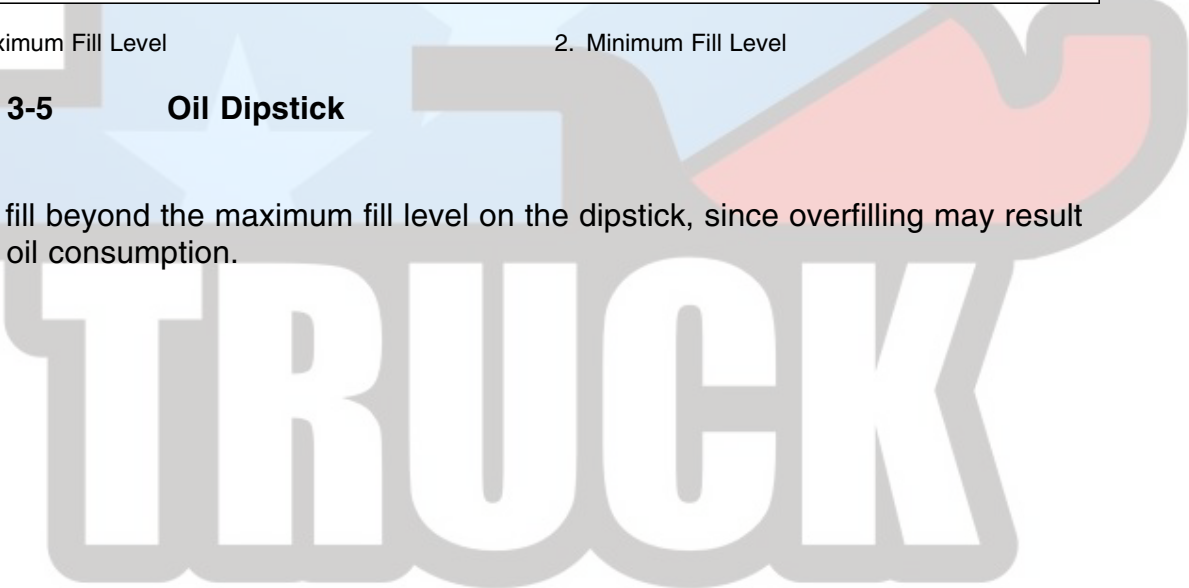 ximum Fill Level 2. Minimum Fill Level
3-5 Oil Dipstick
fill beyond the maximum fill level on the dipstick, since overfilling may result
oil consumption.
TRUCK